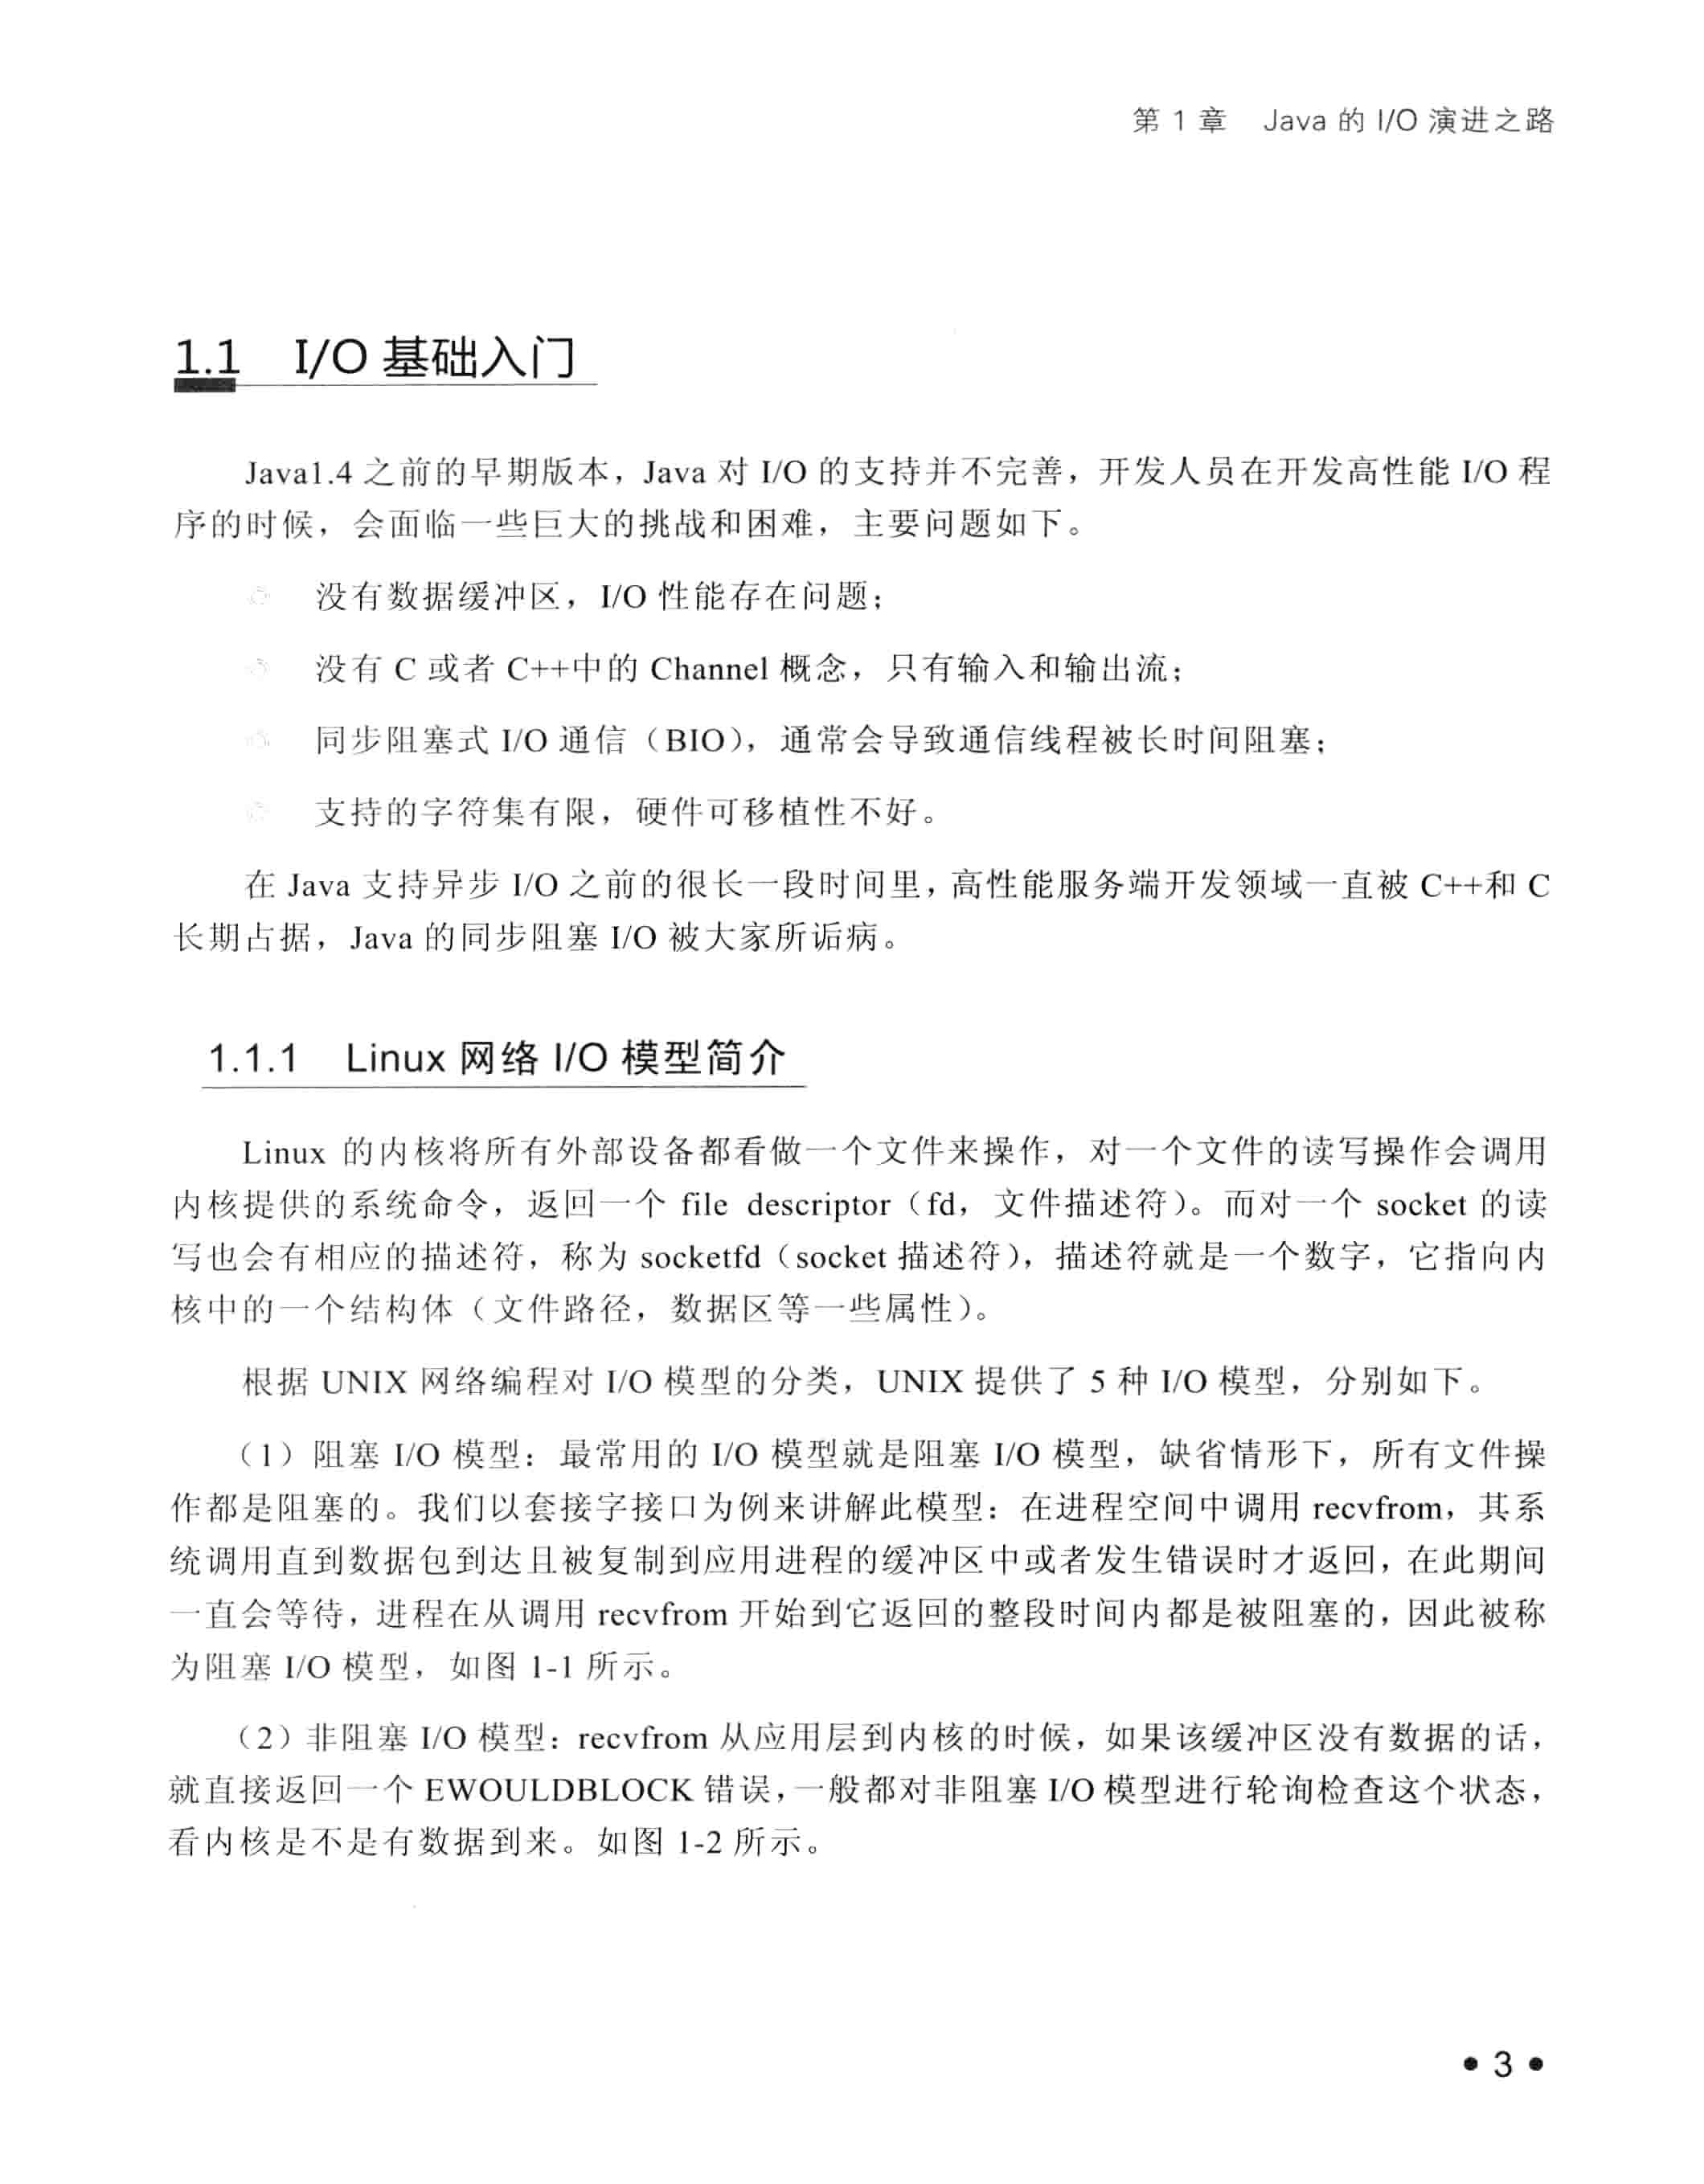 第 1 章 Java 的 I/O 演进之路
1.1 I/O 基础入门
Java1.4 之前的早期版本，Java 对 I/O 的支持并不完善，开发人员在开发高性能 I/O 程
序的时候，会面临一些巨大的挑战和困难，主要问题如下。
没有数据缓冲区，I/O 性能存在问题；
没有 C 或者 C++中的 Channel 概念，只有输入和输出流；
同步阻塞式 I/O 通信（BIO），通常会导致通信线程被长时间阻塞；
支持的字符集有限，硬件可移植性不好。
在 Java 支持异步 I/O 之前的很长一段时间里，高性能服务端开发领域一直被 C++和 C
长期占据，Java 的同步阻塞 I/O 被大家所诟病。
1.1.1 Linux 网络 I/O 模型简介
Linux 的内核将所有外部设备都看做一个文件来操作，对一个文件的读写操作会调用
内核提供的系统命令，返回一个 file descriptor（fd，文件描述符）。而对一个 socket 的读
写也会有相应的描述符，称为 socketfd（socket 描述符），描述符就是一个数字，它指向内
核中的一个结构体（文件路径，数据区等一些属性）。
根据 UNIX 网络编程对 I/O 模型的分类，UNIX 提供了 5 种 I/O 模型，分别如下。
（1）阻塞 I/O 模型：最常用的 I/O 模型就是阻塞 I/O 模型，缺省情形下，所有文件操
作都是阻塞的。我们以套接字接口为例来讲解此模型：在进程空间中调用 recvfrom，其系
统调用直到数据包到达且被复制到应用进程的缓冲区中或者发生错误时才返回，在此期间
一直会等待，进程在从调用 recvfrom 开始到它返回的整段时间内都是被阻塞的，因此被称
为阻塞 I/O 模型，如图 1-1 所示。
（2）非阻塞 I/O 模型：recvfrom 从应用层到内核的时候，如果该缓冲区没有数据的话，
就直接返回一个 EWOULDBLOCK 错误，一般都对非阻塞 I/O 模型进行轮询检查这个状态，
看内核是不是有数据到来。如图 1-2 所示。
• 3 •